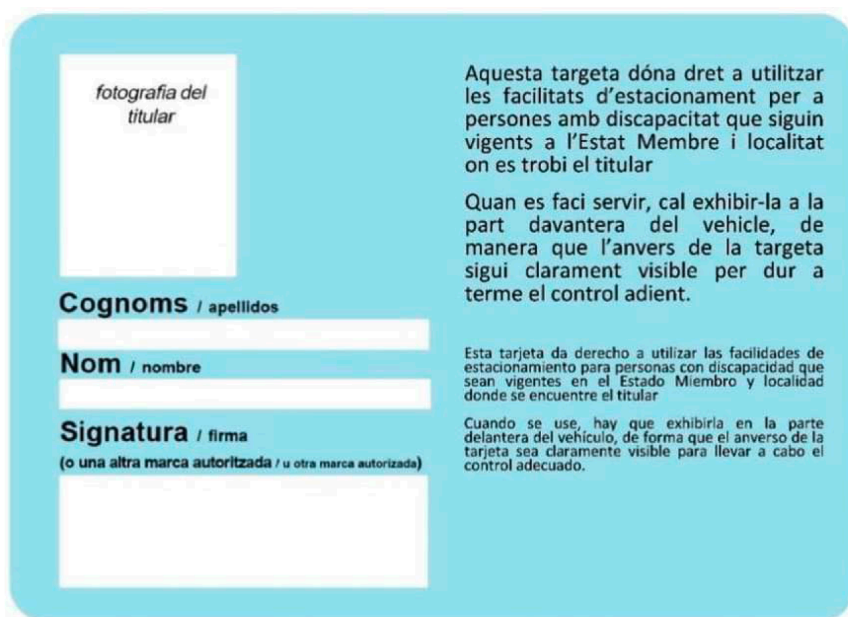 fotografia del
titular
Cognoms / apellidos
Nom / nombre
Signatura / firma
(o una altra marca autoritzada / u otra marca autorizada)
Aquesta targeta dóna dret a utilitzar
les facilitats d'estacionament per a
persones amb discapacitat que siguin
vigents a l'Estat Membre i localitat
on es trobi el titular
Quan es faci servir, cal exhibir-la a la
part davantera del vehicle, de
manera que l'anvers de la targeta
sigui clarament visible per dur a
terme el control adient.
Esta tarjeta da derecho a utilizar las facilidades de
estacionamiento para personas con discapacidad que
sean vigentes en el Estado Miembro y localidad
donde se encuentre el titular
Cuando se use, hay que exhibirla en la parte
delantera del vehículo, de forma que el anverso de la
tarjeta sea claramente visible para llevar a cabo el
control adecuado.